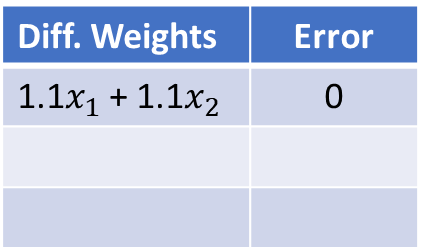 Diff. Weights Error
1.1x₁ + 1.1x₂ 0